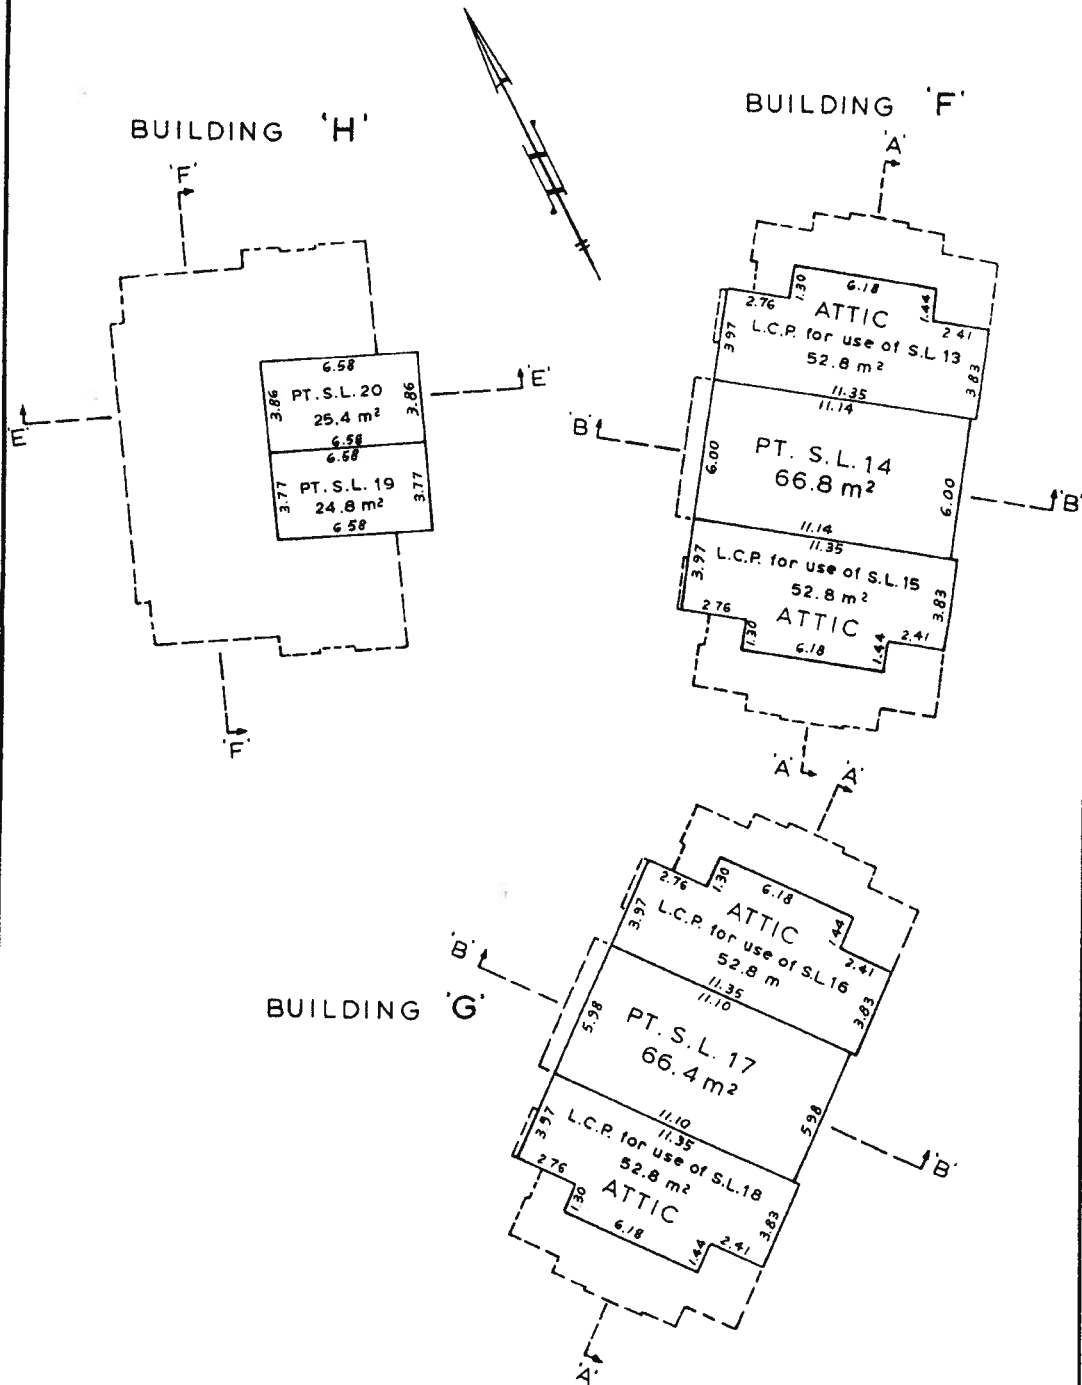 BUILDING 'H'
'F'
6.58
PT. S.L. 20
3.86
3.86
25.4 m²
6.58
6.58
PT. S.L. 19
3.77
3.77
24.8 m²
6 58
'E'
'E'
'F'
BUILDING 'F'
'A'
6.18
1.30
1.44
2.76
ATTIC
2 41
L.C.P. for use of S.L 13
3.97
52.8 m²
3.83
11.35
11.14
'B'
PT. S. L. 14
6.00
66.8 m²
6.00
'B'
11.14
11.35
L.C.P. for use of S.L.15
3.97
52.8 m²
3.83
2 76
ATTIC
2.41
1.30
6.18
1.44
'A'
'A'
2.76
1.30
6.18
ATTIC
1.44
L.C.P. for use of S.L.16
3.97
52.8 m
2.41
3.83
11.35
11.10
'B'
BUILDING 'G'
5.98
PT. S. L. 17
66.4 m²
5.98
'B'
11.10
11.35
L.C.P. for use of S.L.18
3.97
52.8 m²
2 76
ATTIC
3.83
1.30
6.18
1.44
2.41
'A'